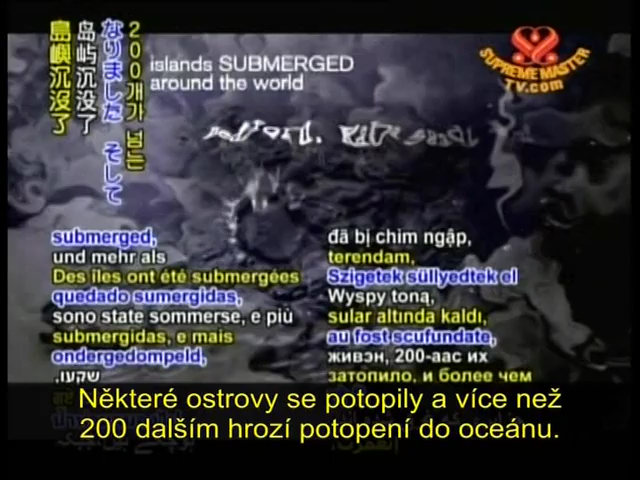 島嶼沉没了
岛屿沉没了
なりました そして
200개가 넘는
islands SUBMERGED
around the world
SUPREME MASTER
TV.com
submerged,
und mehr als
Des îles ont été submergées
quedado sumergidas,
sono state sommerse, e più
submergidas, e mais
ondergedompeld,
שקעו,
đã bị chìm ngập,
terendam,
Szigetek süllyedtek el
Wyspy toną,
sular altında kaldı,
au fost scufundate,
живэн, 200-аас их
затопило, и более чем
Některé ostrovy se potopily a více než
200 dalším hrozí potopení do oceánu.